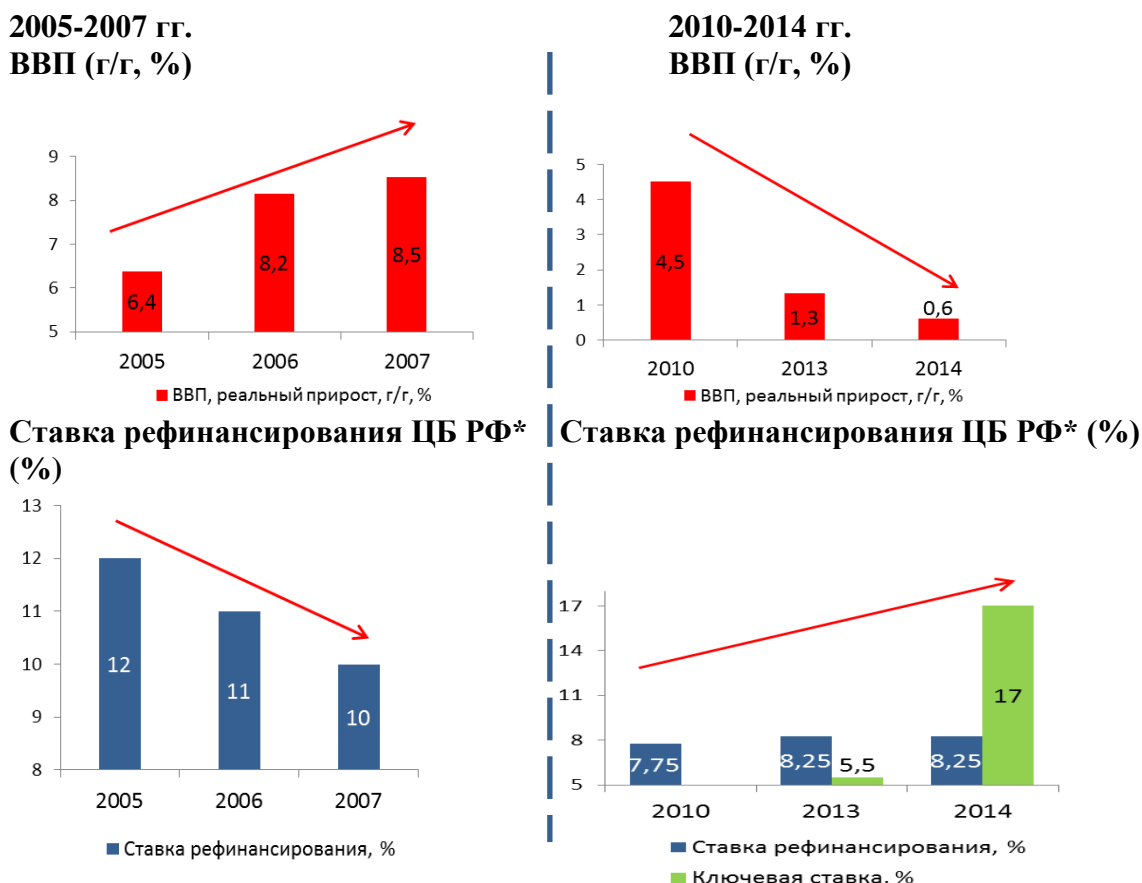 2005-2007 гг.
ВВП (г/г, %)
9
8
7
6
5
6,4
8,2
8,5
2005 2006 2007
ВВП, реальный прирост, г/г, %
2010-2014 гг.
ВВП (г/г, %)
5
4
3
2
1
0
4,5
1,3
0,6
2010 2013 2014
ВВП, реальный прирост, г/г, %
Ставка рефинансирования ЦБ РФ*
(%)
13
12
11
10
9
8
12
11
10
2005 2006 2007
Ставка рефинансирования, %
Ставка рефинансирования ЦБ РФ* (%)
17
14
11
8
5
7,75
8,25
5,5
8,25
17
2010 2013 2014
Ставка рефинансирования, %
Ключевая ставка, %